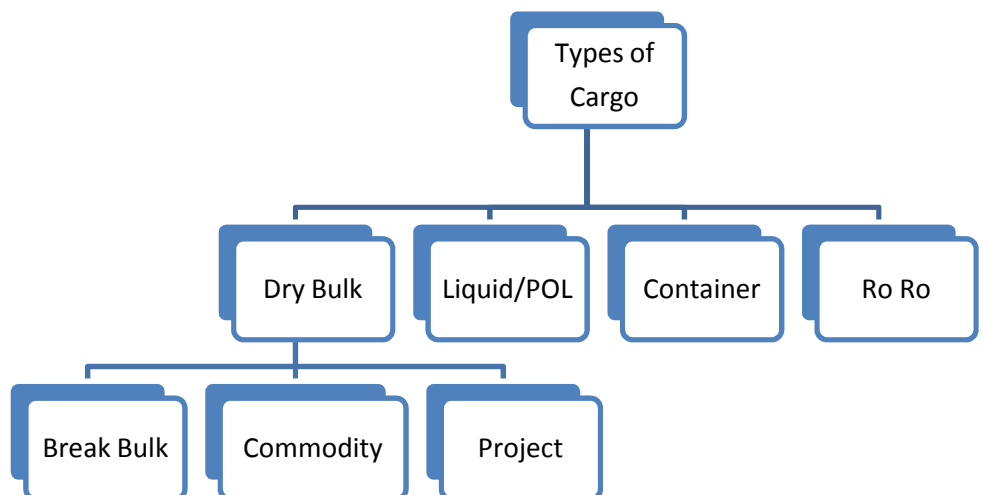 Types of
Cargo
Dry Bulk
Liquid/POL
Container
Ro Ro
Break Bulk
Commodity
Project